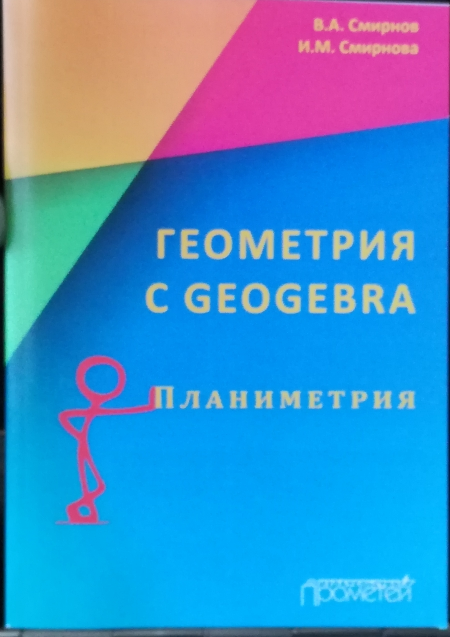 В.А. Смирнов
И.М. Смирнова
ГЕОМЕТРИЯ
С GEOGEBRA
ПЛАНИМЕТРИЯ
Прометей